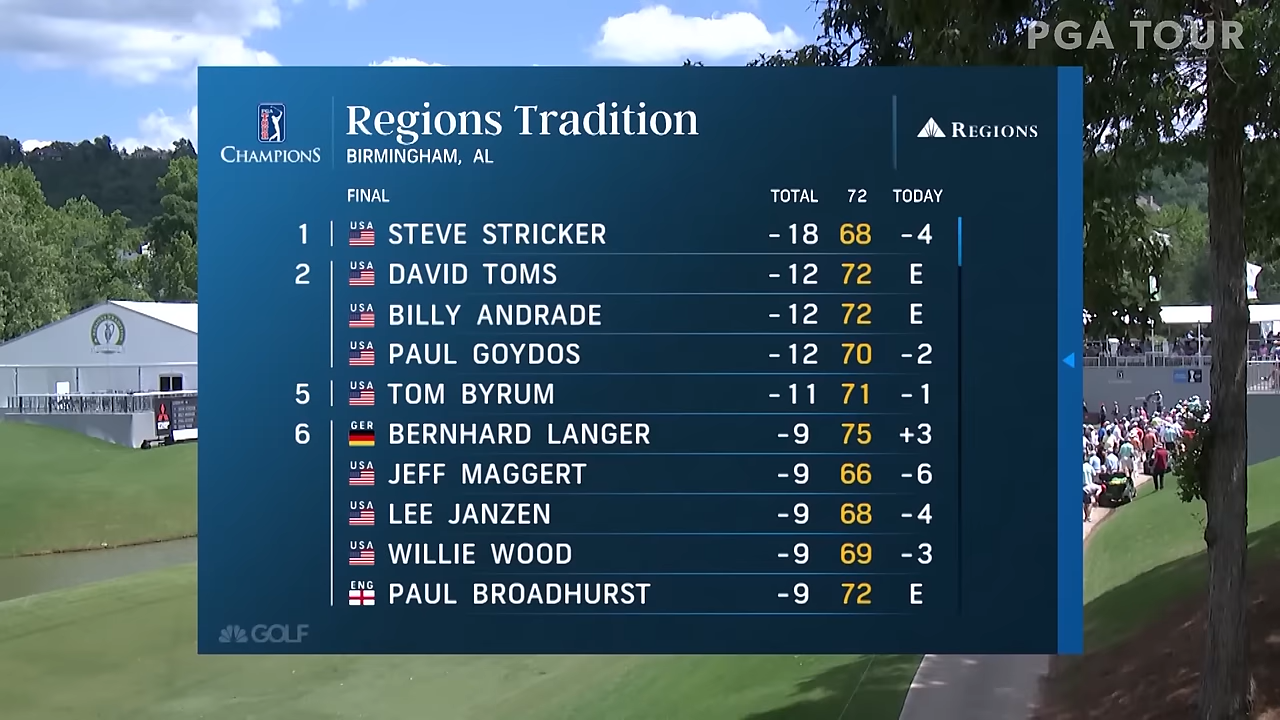 PGA TOUR
Regions Tradition
BIRMINGHAM, AL
CHAMPIONS
REGIONS
FINAL TOTAL 72 TODAY
1 USA STEVE STRICKER -18 68 -4
2 USA DAVID TOMS -12 72 E
USA BILLY ANDRADE -12 72 E
USA PAUL GOYDOS -12 70 -2
5 USA TOM BYRUM -11 71 -1
6 GER BERNHARD LANGER -9 75 +3
USA JEFF MAGGERT -9 66 -6
USA LEE JANZEN -9 68 -4
USA WILLIE WOOD -9 69 -3
ENG PAUL BROADHURST -9 72 E
GOLF